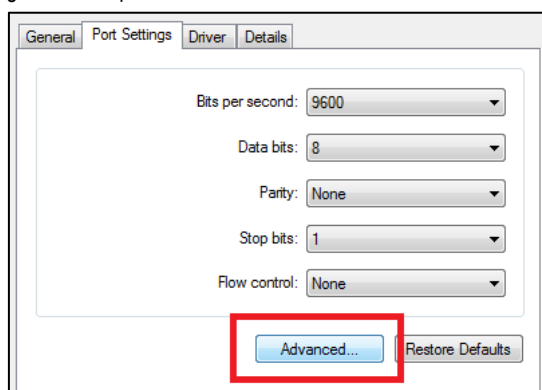 General Port Settings Driver Details
Bits per second: 9600
Data bits: 8
Parity: None
Stop bits: 1
Flow control: None
Advanced... Restore Defaults